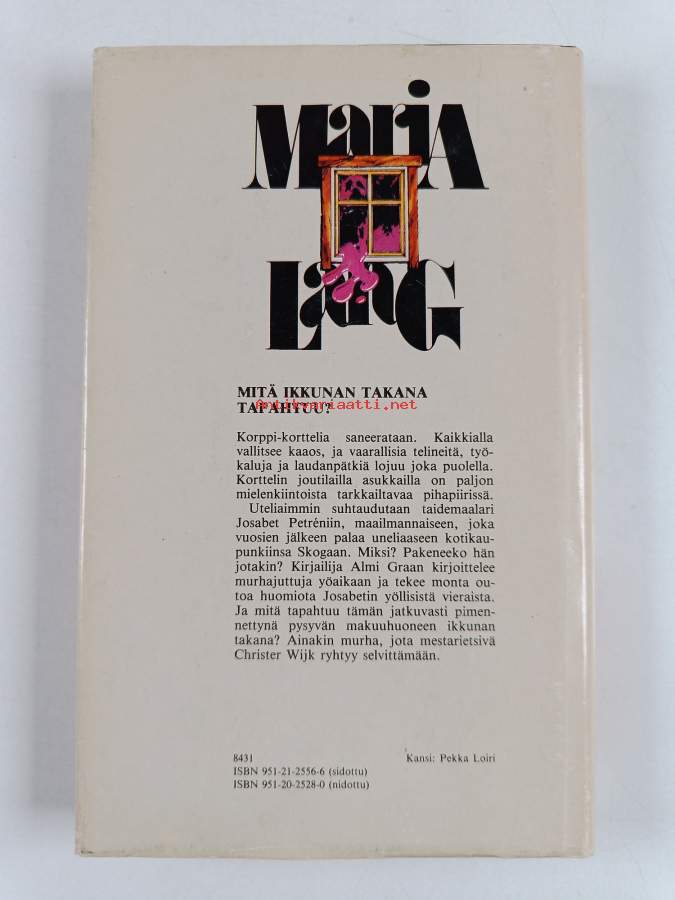 Maria
Lang
MITÄ IKKUNAN TAKANA
TAPAHTUU?
Antikvariaatti.net
Korppi-korttelia saneerataan. Kaikkialla
vallitsee kaaos, ja vaarallisia telineitä, työ-
kaluja ja laudanpätkiä lojuu joka puolella.
Korttelin joutilailla asukkailla on paljon
mielenkiintoista tarkkailtavaa pihapiirissä.
Uteliaimmin suhtaudutaan taidemaalari
Josabet Petréniin, maailmannaiseen, joka
vuosien jälkeen palaa uneliaaseen kotikau-
punkiinsa Skogaan. Miksi? Pakeneeko hän
jotakin? Kirjailija Almi Graan kirjoittelee
murhajuttuja yöaikaan ja tekee monta ou-
toa huomiota Josabetin yöllisistä vieraista.
Ja mitä tapahtuu tämän jatkuvasti pimen-
nettynä pysyvän makuuhuoneen ikkunan
takana? Ainakin murha, jota mestarietsivä
Christer Wijk ryhtyy selvittämään.
8431
Kansi: Pekka Loiri
ISBN 951-21-2556-6 (sidottu)
ISBN 951-20-2528-0 (nidottu)